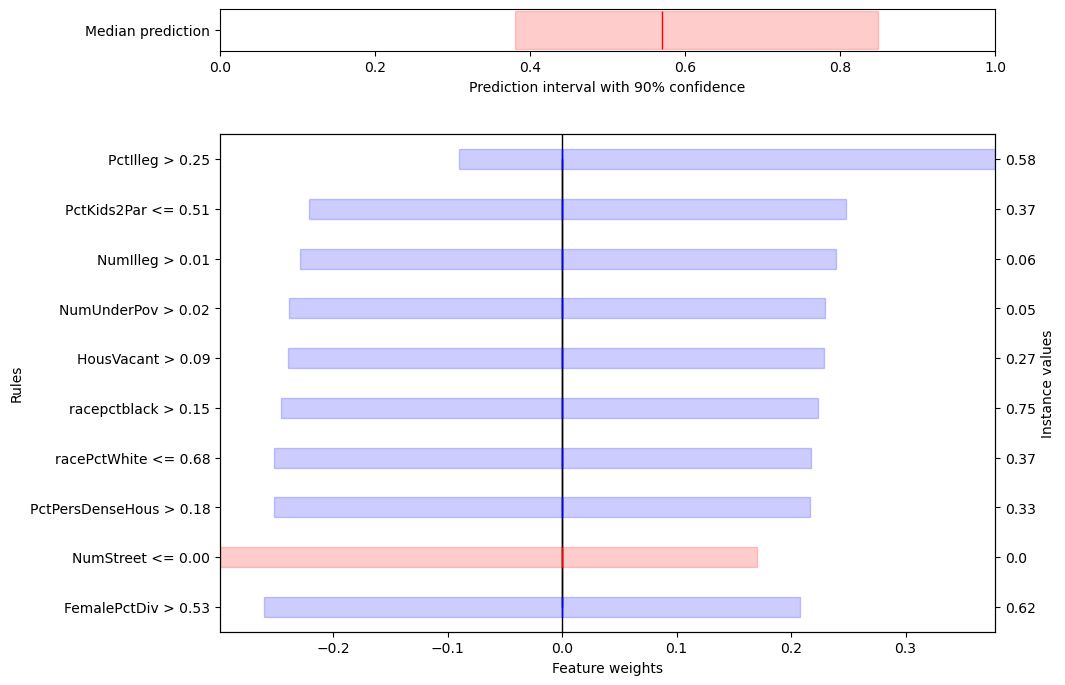 Median prediction
0.0 0.2 0.4 0.6 0.8 1.0
Prediction interval with 90% confidence
PctIlleg > 0.25 0.58
PctKids2Par <= 0.51 0.37
NumIlleg > 0.01 0.06
NumUnderPov > 0.02 0.05
HousVacant > 0.09 0.27
racepctblack > 0.15 0.75
racePctWhite <= 0.68 0.37
PctPersDenseHous > 0.18 0.33
NumStreet <= 0.00 0.0
FemalePctDiv > 0.53 0.62
Rules
Instance values
−0.2 −0.1 0.0 0.1 0.2 0.3
Feature weights